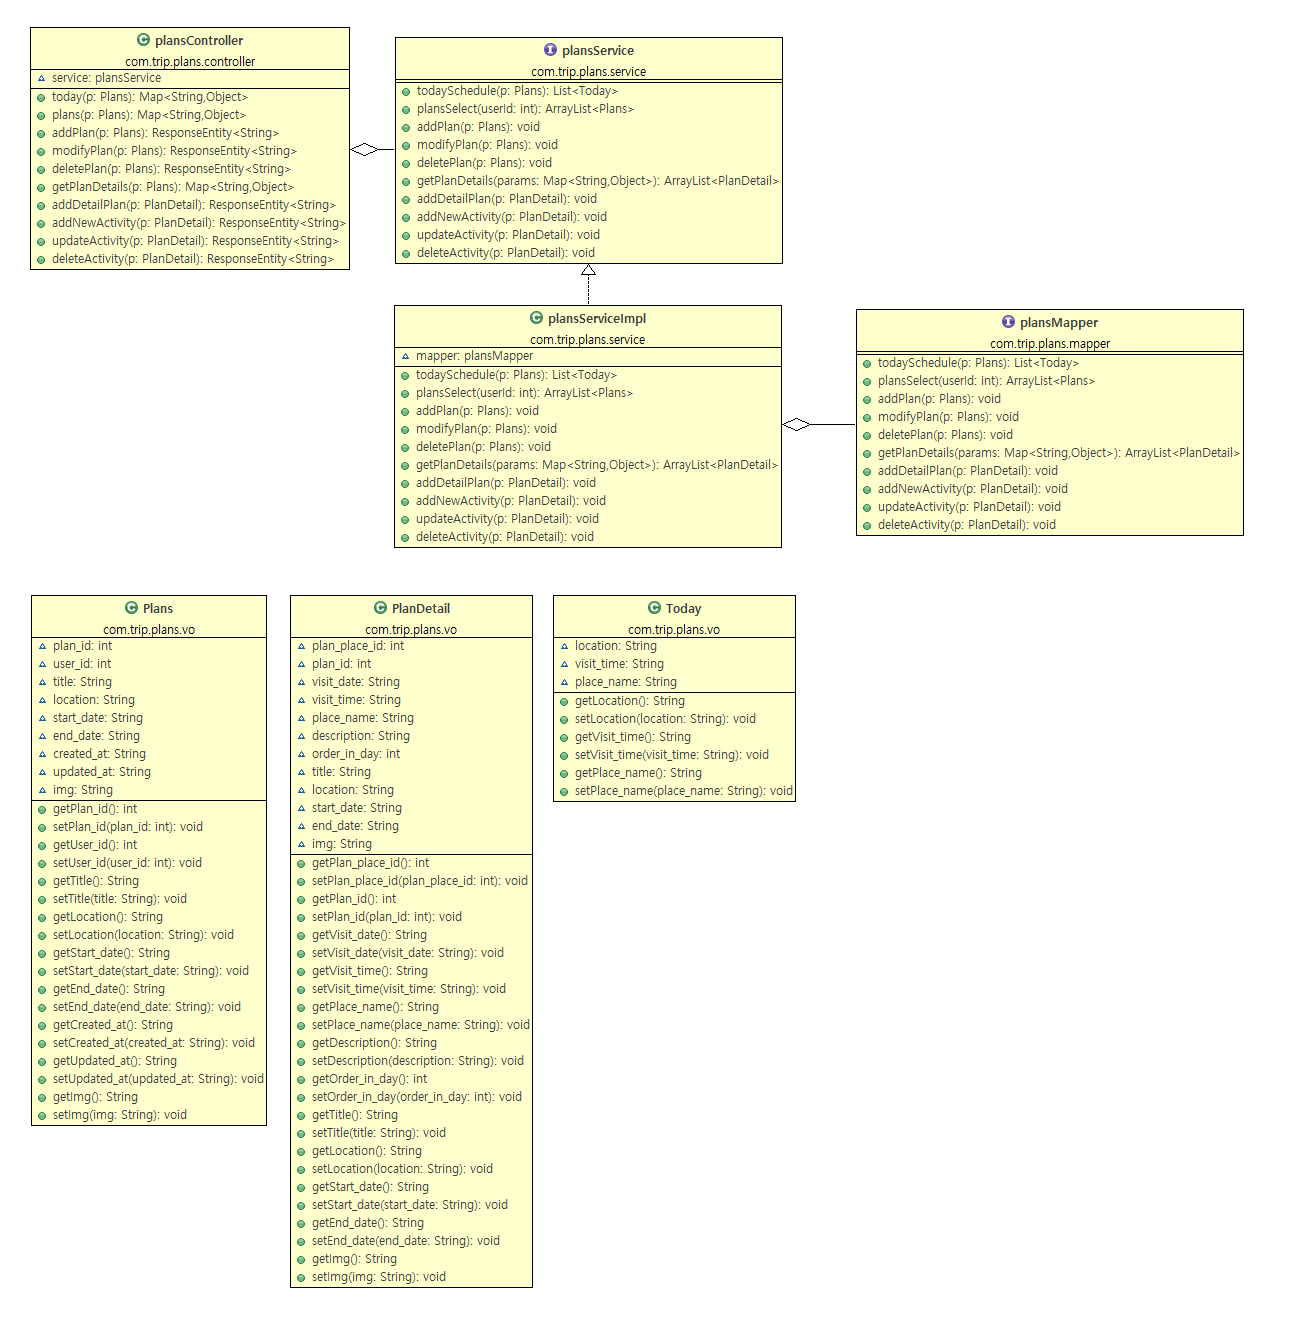 plansController
com.trip.plans.controller
service: plansService
today(p: Plans): Map<String,Object>
plans(p: Plans): Map<String,Object>
addPlan(p: Plans): ResponseEntity<String>
modifyPlan(p: Plans): ResponseEntity<String>
deletePlan(p: Plans): ResponseEntity<String>
getPlanDetails(p: Plans): Map<String,Object>
addDetailPlan(p: PlanDetail): ResponseEntity<String>
addNewActivity(p: PlanDetail): ResponseEntity<String>
updateActivity(p: PlanDetail): ResponseEntity<String>
deleteActivity(p: PlanDetail): ResponseEntity<String>
I plansService
com.trip.plans.service
todaySchedule(p: Plans): List<Today>
plansSelect(userId: int): ArrayList<Plans>
addPlan(p: Plans): void
modifyPlan(p: Plans): void
deletePlan(p: Plans): void
getPlanDetails(params: Map<String,Object>): ArrayList<PlanDetail>
addDetailPlan(p: PlanDetail): void
addNewActivity(p: PlanDetail): void
updateActivity(p: PlanDetail): void
deleteActivity(p: PlanDetail): void
C plansServiceImpl
com.trip.plans.service
mapper: plansMapper
todaySchedule(p: Plans): List<Today>
plansSelect(userId: int): ArrayList<Plans>
addPlan(p: Plans): void
modifyPlan(p: Plans): void
deletePlan(p: Plans): void
getPlanDetails(params: Map<String,Object>): ArrayList<PlanDetail>
addDetailPlan(p: PlanDetail): void
addNewActivity(p: PlanDetail): void
updateActivity(p: PlanDetail): void
deleteActivity(p: PlanDetail): void
I plansMapper
com.trip.plans.mapper
todaySchedule(p: Plans): List<Today>
plansSelect(userId: int): ArrayList<Plans>
addPlan(p: Plans): void
modifyPlan(p: Plans): void
deletePlan(p: Plans): void
getPlanDetails(params: Map<String,Object>): ArrayList<PlanDetail>
addDetailPlan(p: PlanDetail): void
addNewActivity(p: PlanDetail): void
updateActivity(p: PlanDetail): void
deleteActivity(p: PlanDetail): void
C Plans
com.trip.plans.vo
plan_id: int
user_id: int
title: String
location: String
start_date: String
end_date: String
created_at: String
updated_at: String
img: String
getPlan_id(): int
setPlan_id(plan_id: int): void
getUser_id(): int
setUser_id(user_id: int): void
getTitle(): String
setTitle(title: String): void
getLocation(): String
setLocation(location: String): void
getStart_date(): String
setStart_date(start_date: String): void
getEnd_date(): String
setEnd_date(end_date: String): void
getCreated_at(): String
setCreated_at(created_at: String): void
getUpdated_at(): String
setUpdated_at(updated_at: String): void
getImg(): String
setImg(img: String): void
C PlanDetail
com.trip.plans.vo
plan_place_id: int
plan_id: int
visit_date: String
visit_time: String
place_name: String
description: String
order_in_day: int
title: String
location: String
start_date: String
end_date: String
img: String
getPlan_place_id(): int
setPlan_place_id(plan_place_id: int): void
getPlan_id(): int
setPlan_id(plan_id: int): void
getVisit_date(): String
setVisit_date(visit_date: String): void
getVisit_time(): String
setVisit_time(visit_time: String): void
getPlace_name(): String
setPlace_name(place_name: String): void
getDescription(): String
setDescription(description: String): void
getOrder_in_day(): int
setOrder_in_day(order_in_day: int): void
getTitle(): String
setTitle(title: String): void
getLocation(): String
setLocation(location: String): void
getStart_date(): String
setStart_date(start_date: String): void
getEnd_date(): String
setEnd_date(end_date: String): void
getImg(): String
setImg(img: String): void
C Today
com.trip.plans.vo
location: String
visit_time: String
place_name: String
getLocation(): String
setLocation(location: String): void
getVisit_time(): String
setVisit_time(visit_time: String): void
getPlace_name(): String
setPlace_name(place_name: String): void